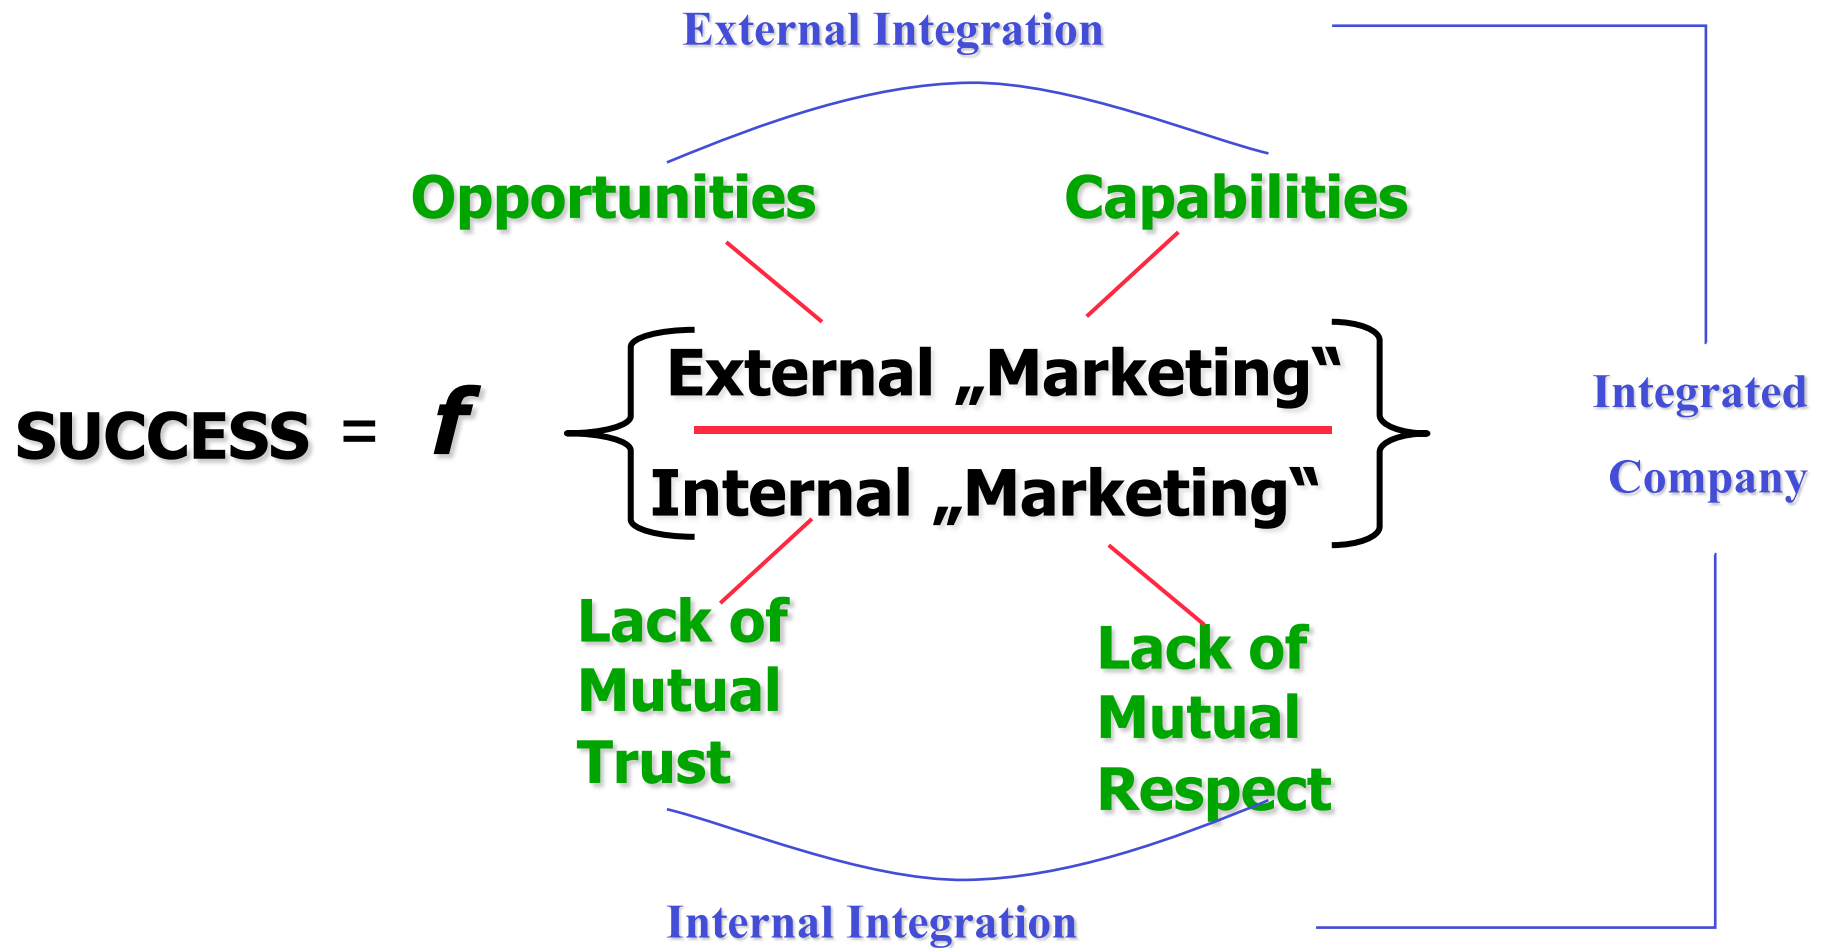 External Integration
Opportunities
Capabilities
SUCCESS = f
External „Marketing“
Internal „Marketing“
Integrated
Company
Lack of
Mutual
Trust
Lack of
Mutual
Respect
Internal Integration